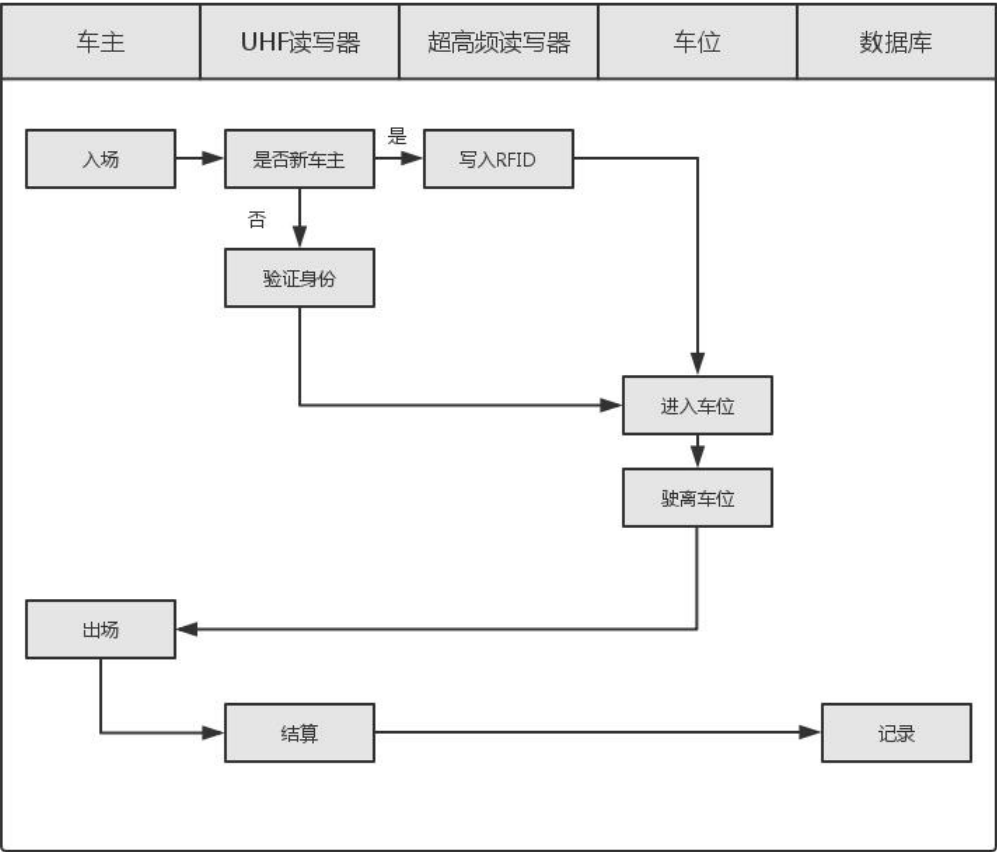 车主
UHF读写器
超高频读写器
车位
数据库
入场
是否新车主
是
写入RFID
否
验证身份
进入车位
驶离车位
出场
结算
记录